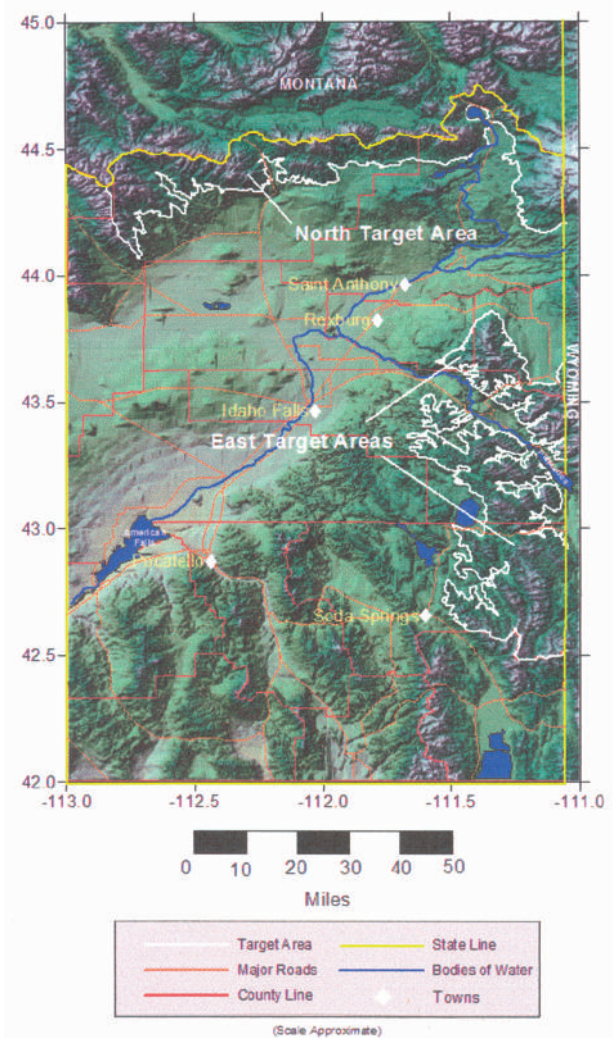 45.0
MONTANA
44.5
North Target Area
44.0
Saint Anthony
Rexburg
WYOMING
43.5
Idaho Falls
East Target Areas
43.0
American
Falls
Pocatello
Soda Springs
42.5
42.0
-113.0 -112.5 -112.0 -111.5 -111.0
0 10 20 30 40 50
Miles
Target Area State Line
Major Roads Bodies of Water
County Line Towns
(Scale Approximate)